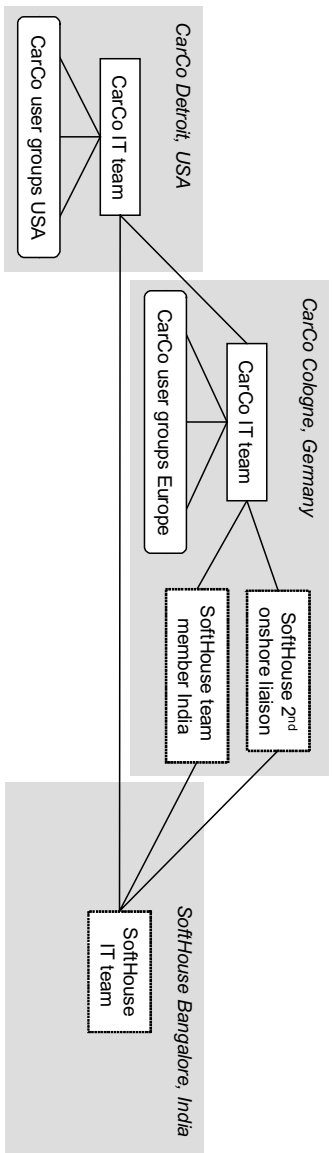 CarCo Detroit, USA
CarCo IT team
CarCo user groups USA
CarCo Cologne, Germany
CarCo IT team
CarCo user groups Europe
SoftHouse 2nd
onshore liaison
SoftHouse team
member India
SoftHouse Bangalore, India
SoftHouse
IT team